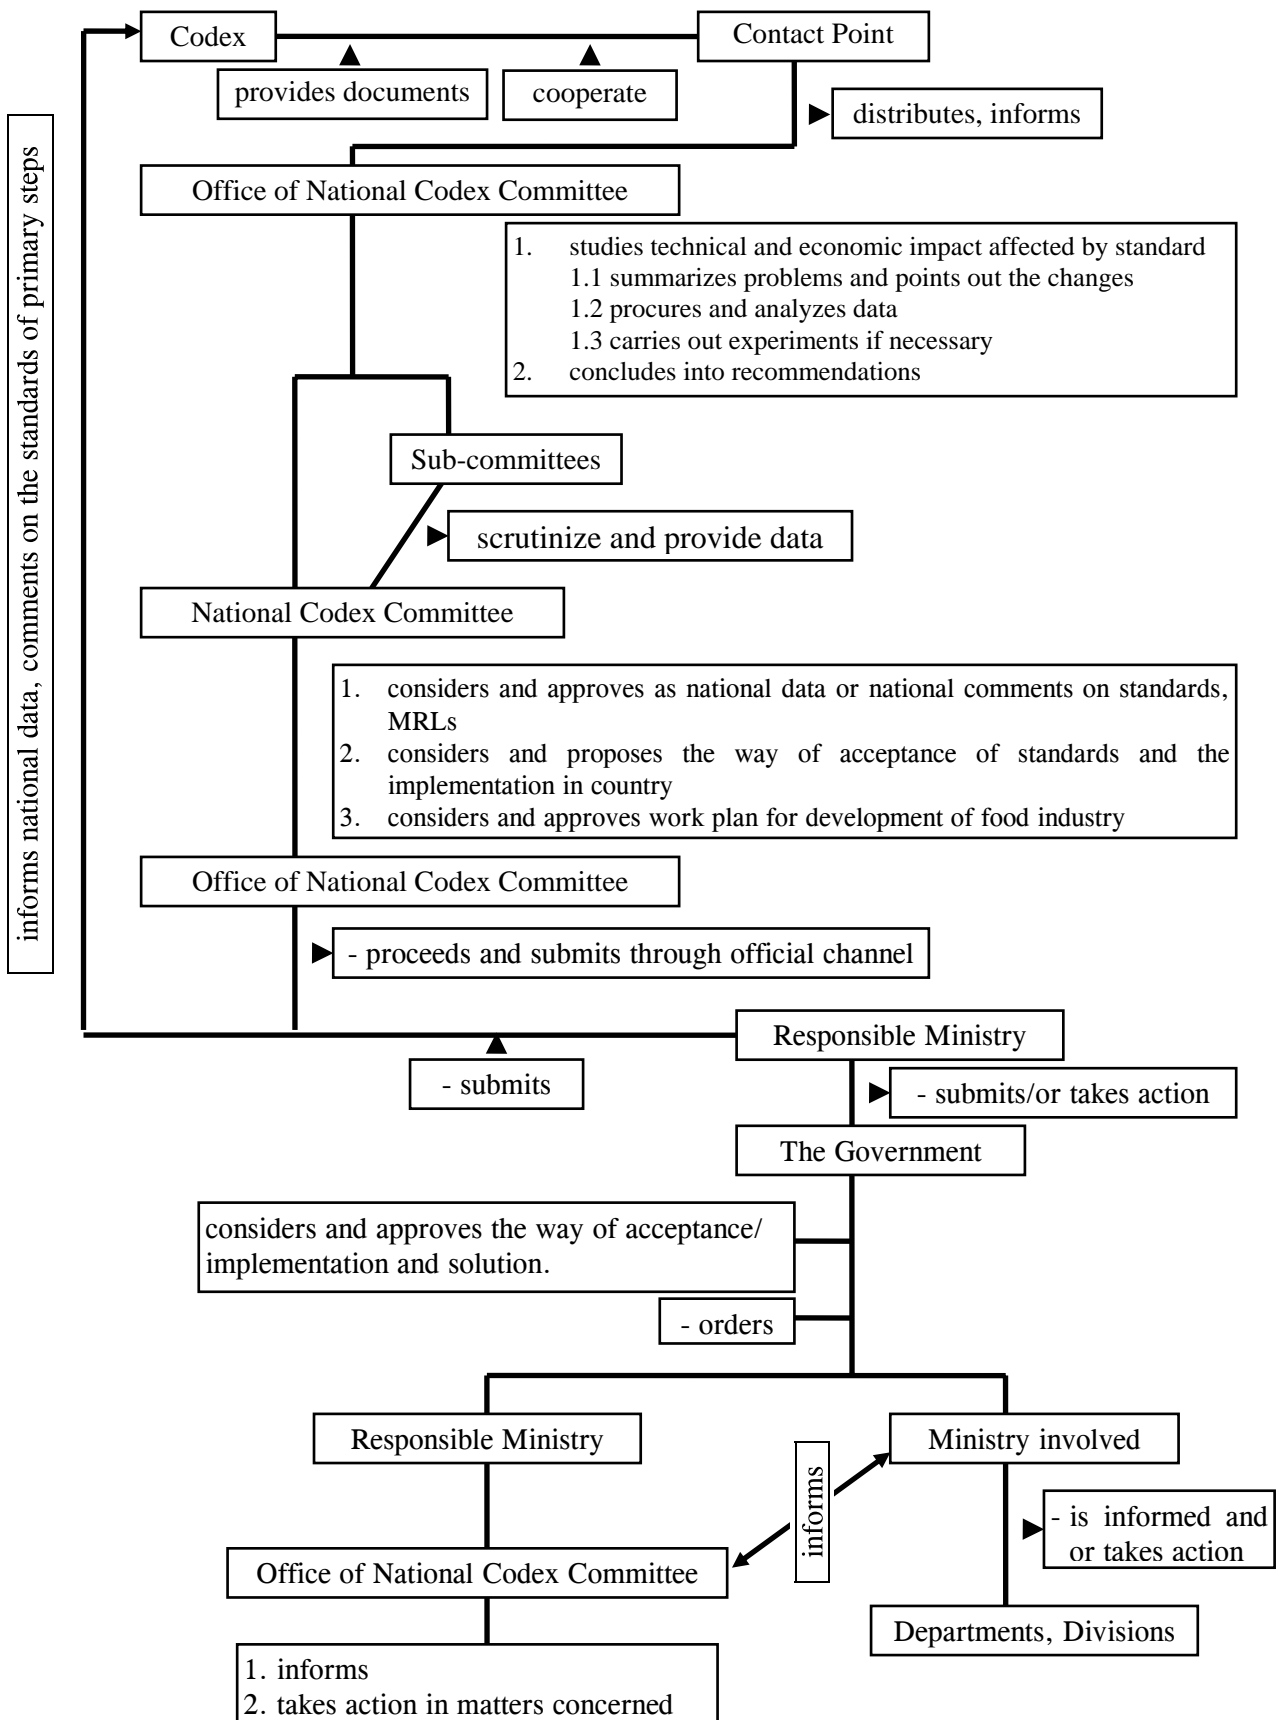 Codex
Contact Point
provides documents
cooperate
distributes, informs
informs national data, comments on the standards of primary steps
Office of National Codex Committee
1. studies technical and economic impact affected by standard
1.1 summarizes problems and points out the changes
1.2 procures and analyzes data
1.3 carries out experiments if necessary
2. concludes into recommendations
Sub-committees
scrutinize and provide data
National Codex Committee
1. considers and approves as national data or national comments on standards,
MRLs
2. considers and proposes the way of acceptance of standards and the
implementation in country
3. considers and approves work plan for development of food industry
Office of National Codex Committee
- proceeds and submits through official channel
Responsible Ministry
- submits
- submits/or takes action
The Government
considers and approves the way of acceptance/
implementation and solution.
- orders
Responsible Ministry
Ministry involved
informs
- is informed and
or takes action
Office of National Codex Committee
Departments, Divisions
1. informs
2. takes action in matters concerned